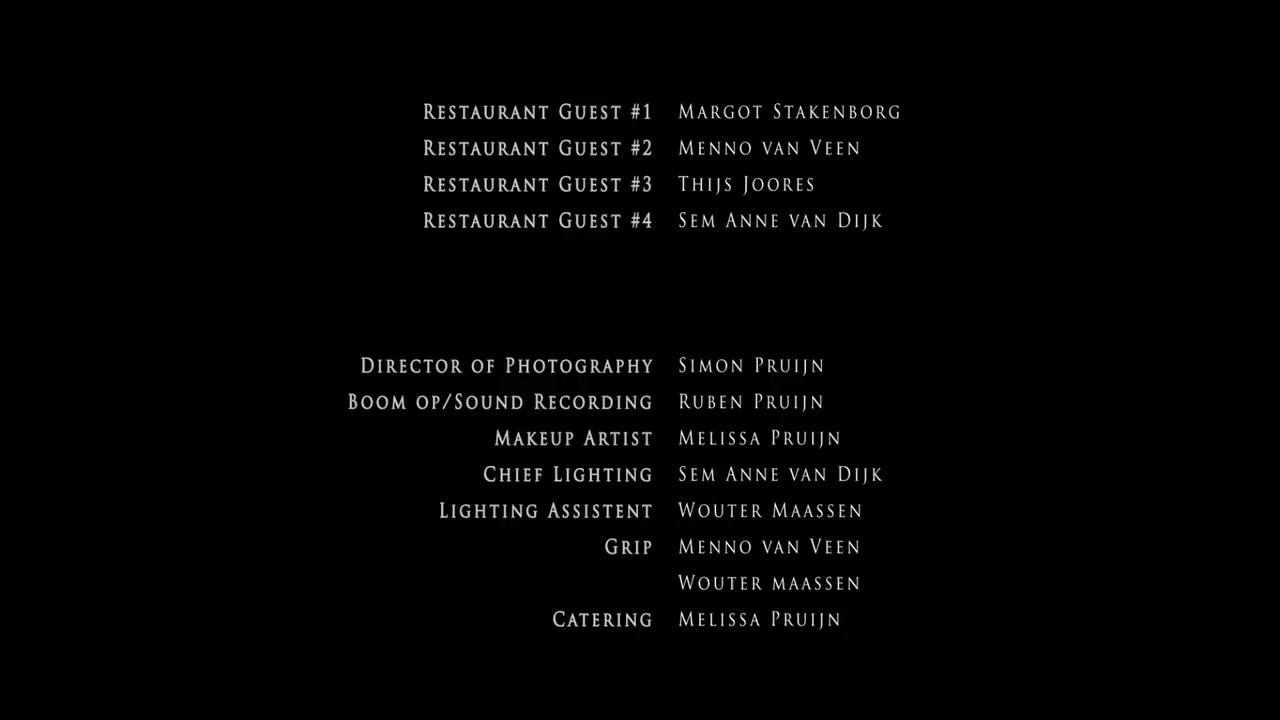 Restaurant Guest #1 Margot Stakenborg
Restaurant Guest #2 Menno van Veen
Restaurant Guest #3 Thijs Joores
Restaurant Guest #4 Sem Anne van Dijk
Director of Photography Simon Pruijn
Boom op/Sound Recording Ruben Pruijn
Makeup Artist Melissa Pruijn
Chief Lighting Sem Anne van Dijk
Lighting Assistent Wouter Maassen
Grip Menno van Veen
Wouter maassen
Catering Melissa Pruijn